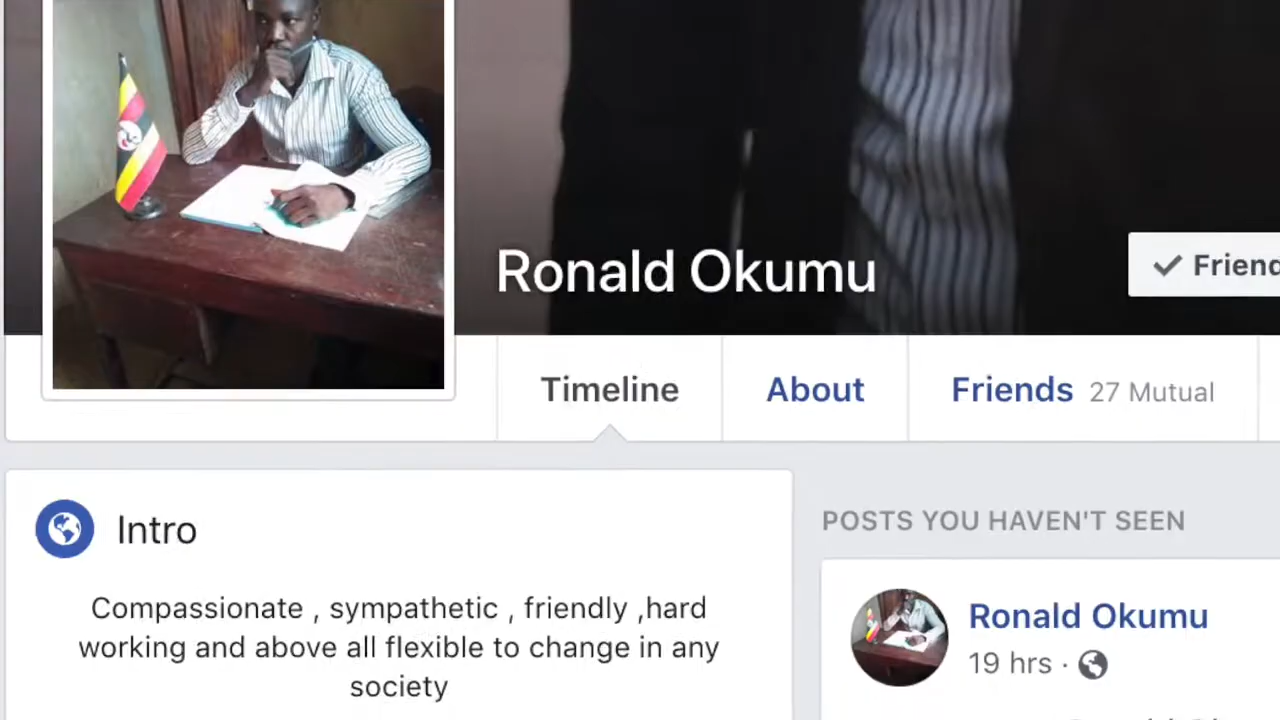 Ronald Okumu
Friend
Timeline
About
Friends 27 Mutual
Intro
Compassionate , sympathetic , friendly ,hard
working and above all flexible to change in any
society
POSTS YOU HAVEN'T SEEN
Ronald Okumu
19 hrs ·